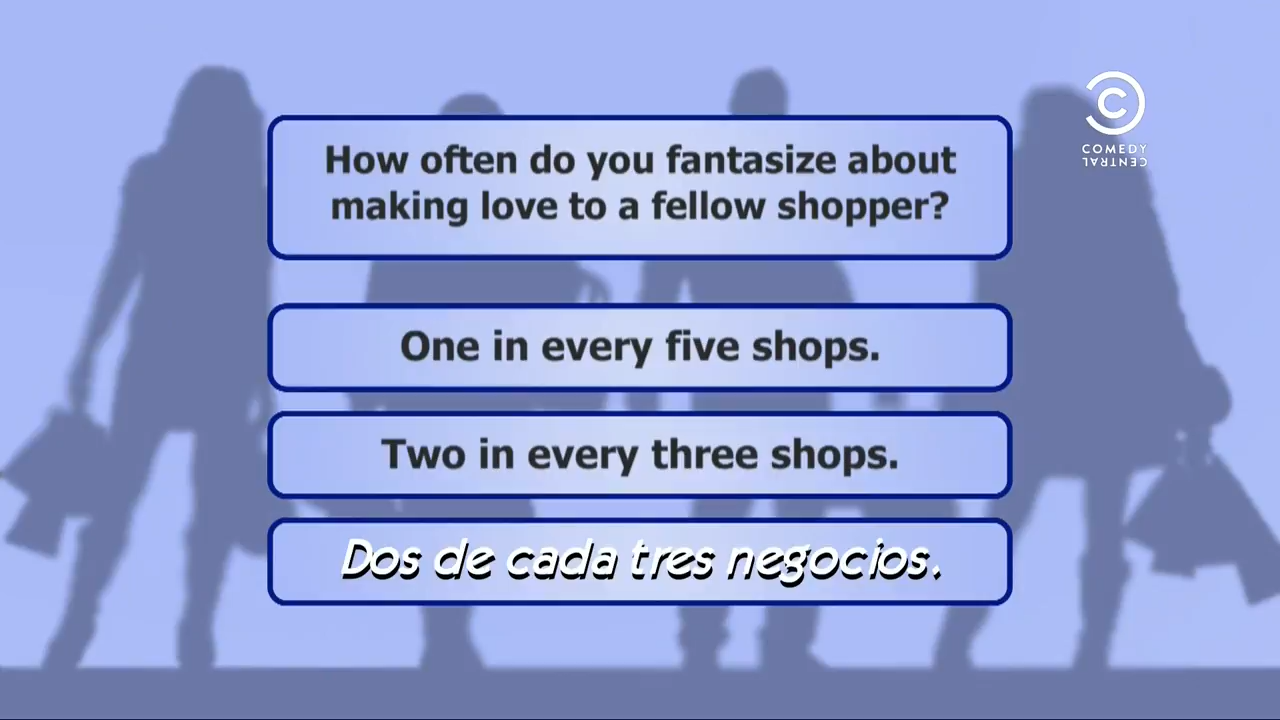 How often do you fantasize about
making love to a fellow shopper?
COMEDY
CENTRAL
One in every five shops.
Two in every three shops.
Dos de cada tres negocios.